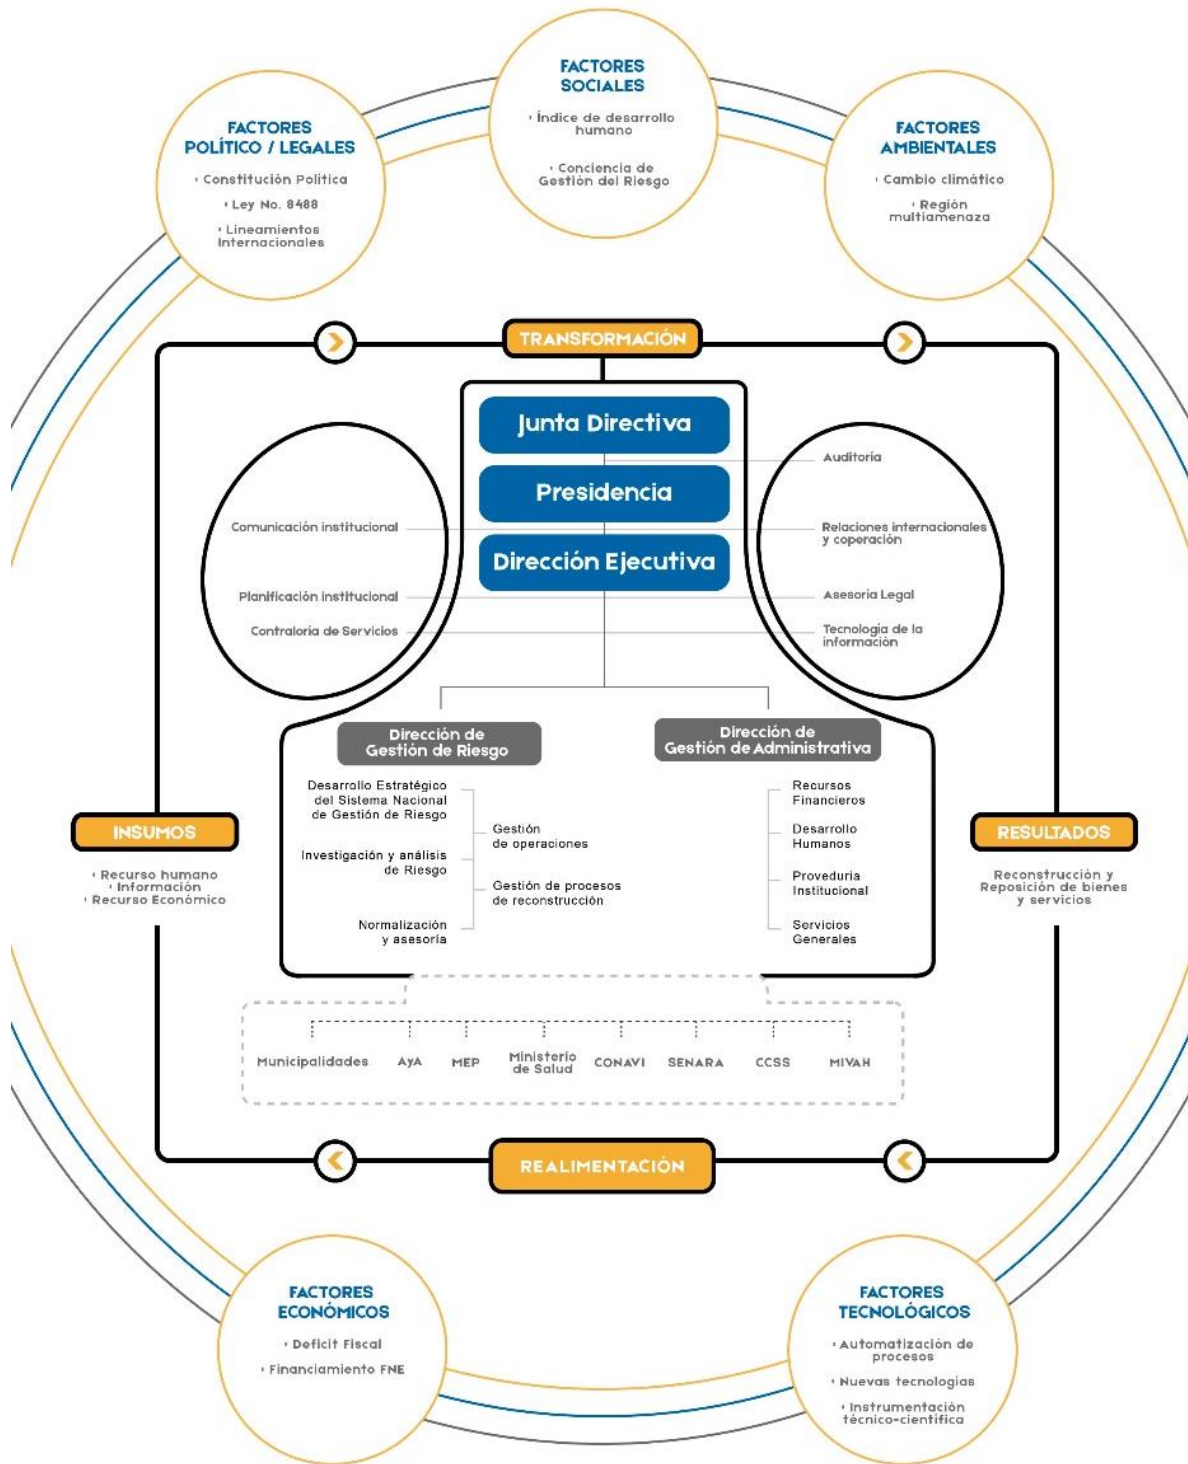 FACTORES
SOCIALES
• Índice de desarrollo
humano
• Conciencia de
Gestión del Riesgo
FACTORES
POLÍTICO / LEGALES
• Constitución Política
• Ley No. 8488
• Lineamientos
Internacionales
FACTORES
AMBIENTALES
• Cambio climático
• Región
multiamenaza
TRANSFORMACIÓN
Junta Directiva
Auditoría
Presidencia
Comunicación institucional
Relaciones internacionales
y coperación
Dirección Ejecutiva
Planificación institucional
Asesoría Legal
Contraloría de Servicios
Tecnología de la
información
Dirección de
Gestión de Riesgo
Dirección de
Gestión de Administrativa
Desarrollo Estratégico
del Sistema Nacional
de Gestión de Riesgo
Investigación y análisis
de Riesgo
Normalización
y asesoría
Gestión
de operaciones
Gestión de procesos
de reconstrucción
Recursos
Financieros
Desarrollo
Humanos
Proveduria
Institucional
Servicios
Generales
INSUMOS
• Recurso humano
• Información
• Recurso Económico
RESULTADOS
Reconstrucción y
Reposición de bienes
y servicios
Municipalidades
AyA
MEP
Ministerio
de Salud
CONAVI
SENARA
CCSS
MIVAH
REALIMENTACIÓN
FACTORES
ECONÓMICOS
• Deficit Fiscal
• Financiamiento FNE
FACTORES
TECNOLÓGICOS
• Automatización de
procesos
• Nuevas tecnologías
• Instrumentación
técnico-científica